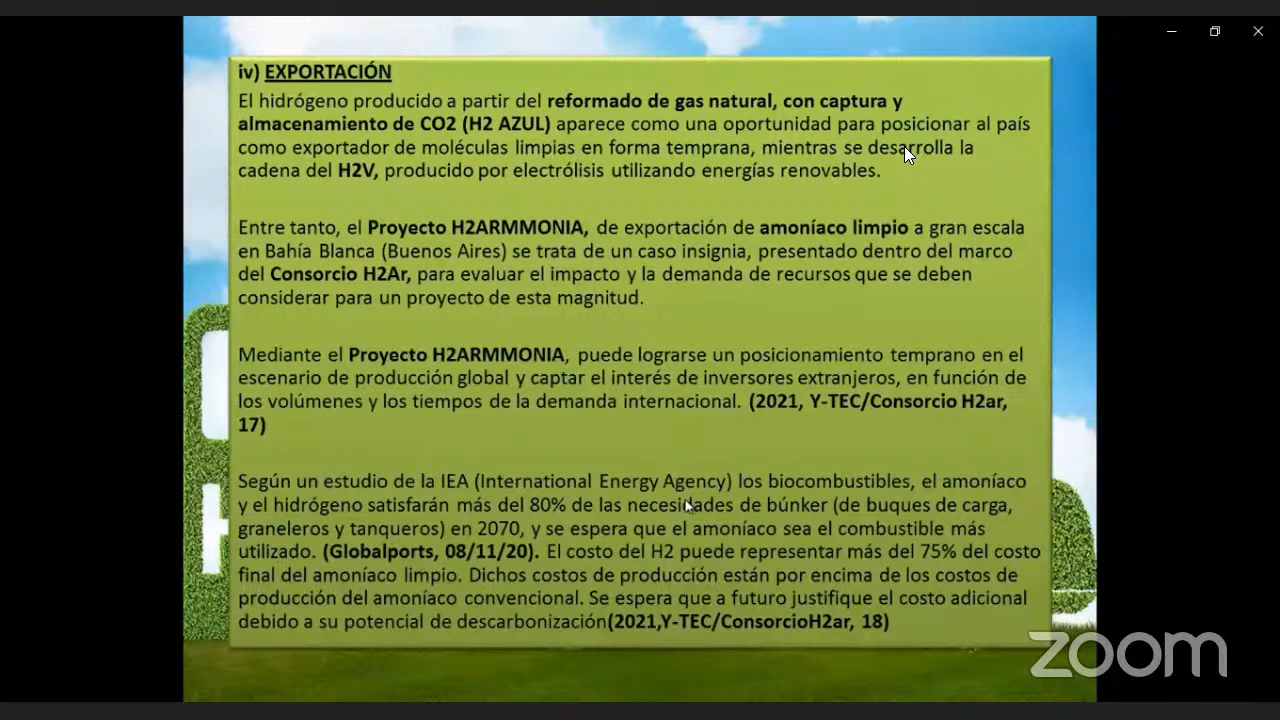 iv) EXPORTACIÓN
El hidrógeno producido a partir del reformado de gas natural, con captura y
almacenamiento de CO2 (H2 AZUL) aparece como una oportunidad para posicionar al país
como exportador de moléculas limpias en forma temprana, mientras se desarrolla la
cadena del H2V, producido por electrólisis utilizando energías renovables.
Entre tanto, el Proyecto H2ARMMONIA, de exportación de amoníaco limpio a gran escala
en Bahía Blanca (Buenos Aires) se trata de un caso insignia, presentado dentro del marco
del Consorcio H2Ar, para evaluar el impacto y la demanda de recursos que se deben
considerar para un proyecto de esta magnitud.
Mediante el Proyecto H2ARMMONIA, puede lograrse un posicionamiento temprano en el
escenario de producción global y captar el interés de inversores extranjeros, en función de
los volúmenes y los tiempos de la demanda internacional. (2021, Y-TEC/Consorcio H2ar,
17)
Según un estudio de la IEA (International Energy Agency) los biocombustibles, el amoníaco
y el hidrógeno satisfarán más del 80% de las necesidades de búnker (de buques de carga,
graneleros y tanqueros) en 2070, y se espera que el amoníaco sea el combustible más
utilizado. (Globalports, 08/11/20). El costo del H2 puede representar más del 75% del costo
final del amoníaco limpio. Dichos costos de producción están por encima de los costos de
producción del amoníaco convencional. Se espera que a futuro justifique el costo adicional
debido a su potencial de descarbonización(2021,Y-TEC/ConsorcioH2ar, 18)
zoom